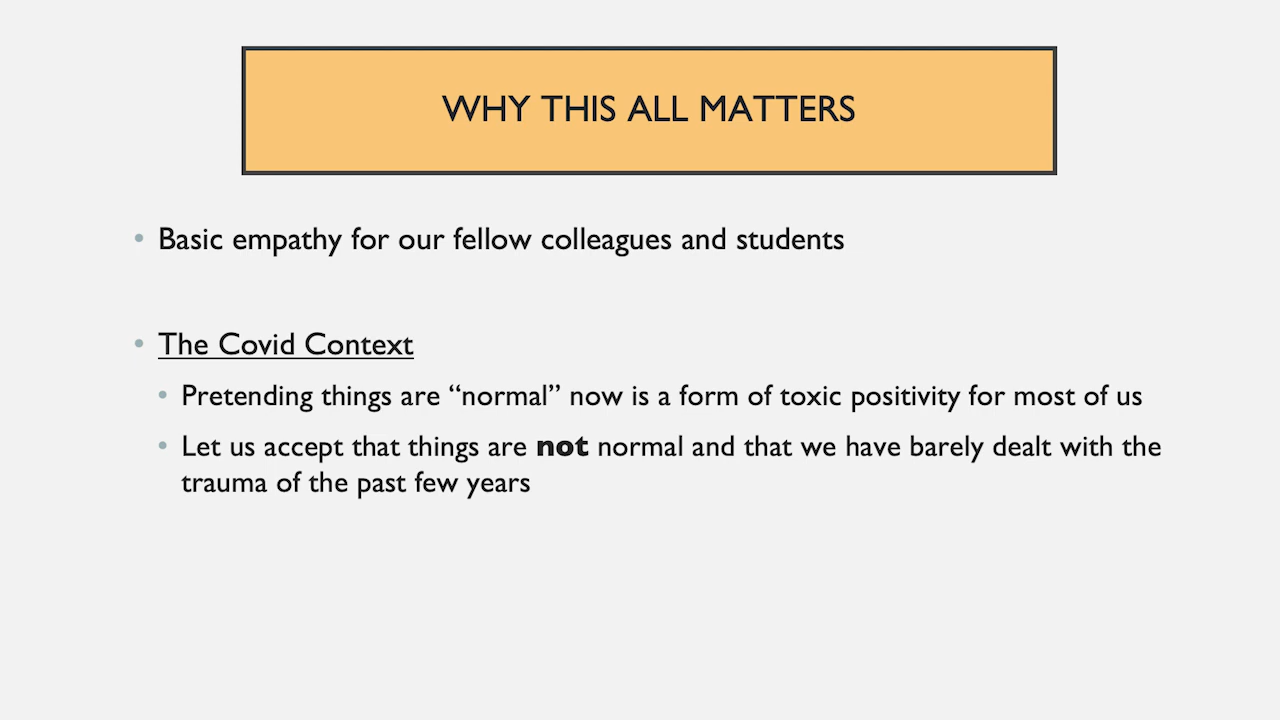 WHY THIS ALL MATTERS
• Basic empathy for our fellow colleagues and students
• The Covid Context
• Pretending things are “normal” now is a form of toxic positivity for most of us
• Let us accept that things are not normal and that we have barely dealt with the
trauma of the past few years